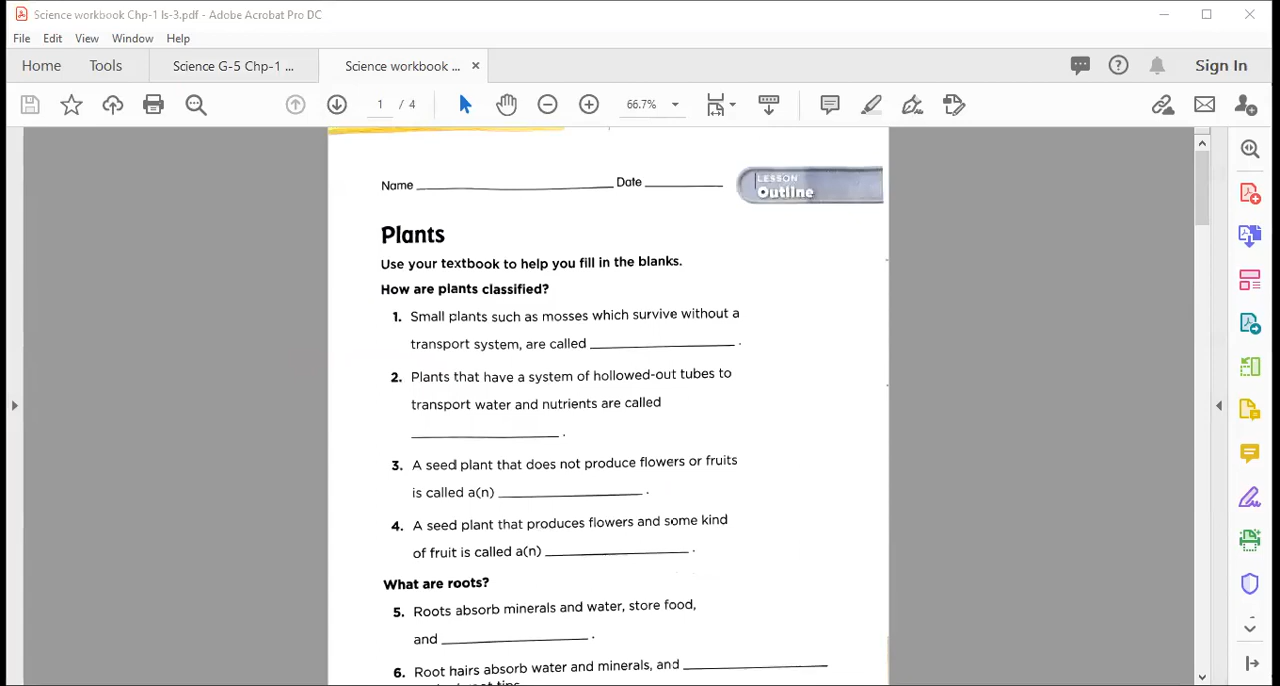 Science workbook Chp-1 ls-3.pdf - Adobe Acrobat Pro DC
File Edit View Window Help
Home Tools Science G-5 Chp-1 ... Science workbook ... × Sign In
1 / 4 66.7%
Name Date
LESSON
Outline
Plants
Use your textbook to help you fill in the blanks.
How are plants classified?
1. Small plants such as mosses which survive without a
transport system, are called .
2. Plants that have a system of hollowed-out tubes to
transport water and nutrients are called
.
3. A seed plant that does not produce flowers or fruits
is called a(n) .
4. A seed plant that produces flowers and some kind
of fruit is called a(n) .
What are roots?
5. Roots absorb minerals and water, store food,
and .
6. Root hairs absorb water and minerals, and